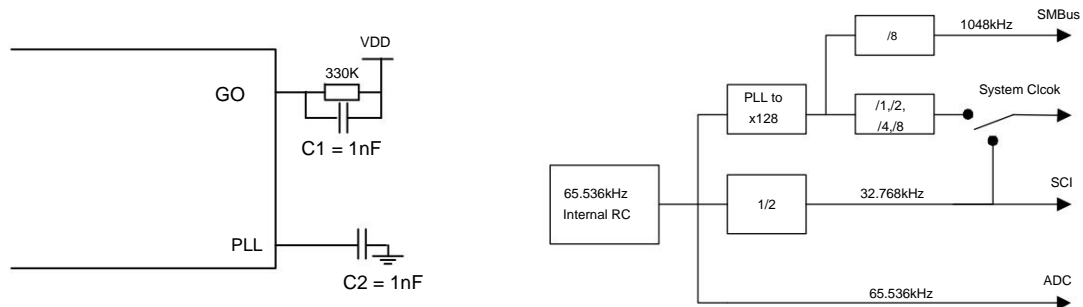 VDD
330K
GO
C1 = 1nF
PLL
C2 = 1nF
SMBus
/8
1048kHz
System Clcok
PLL to
x128
/1,/2,
/4,/8
65.536kHz
Internal RC
1/2
32.768kHz
SCI
65.536kHz
ADC